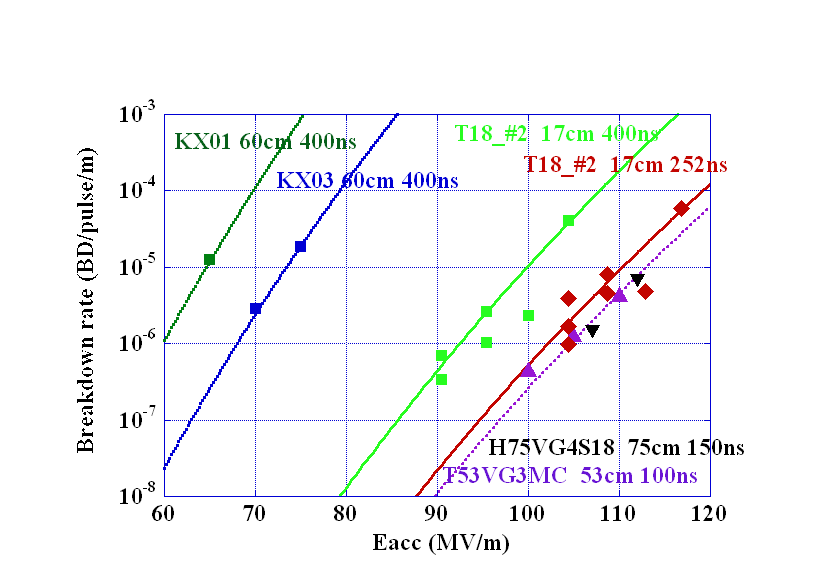 10-3
T18_#2 17cm 400ns
KX01 60cm 400ns
T18_#2 17cm 252ns
KX03 60cm 400ns
10-4
10-5
10-6
10-7
10-8
Breakdown rate (BD/pulse/m)
H75VG4S18 75cm 150ns
T53VG3MC 53cm 100ns
60 70 80 90 100 110 120
Eacc (MV/m)